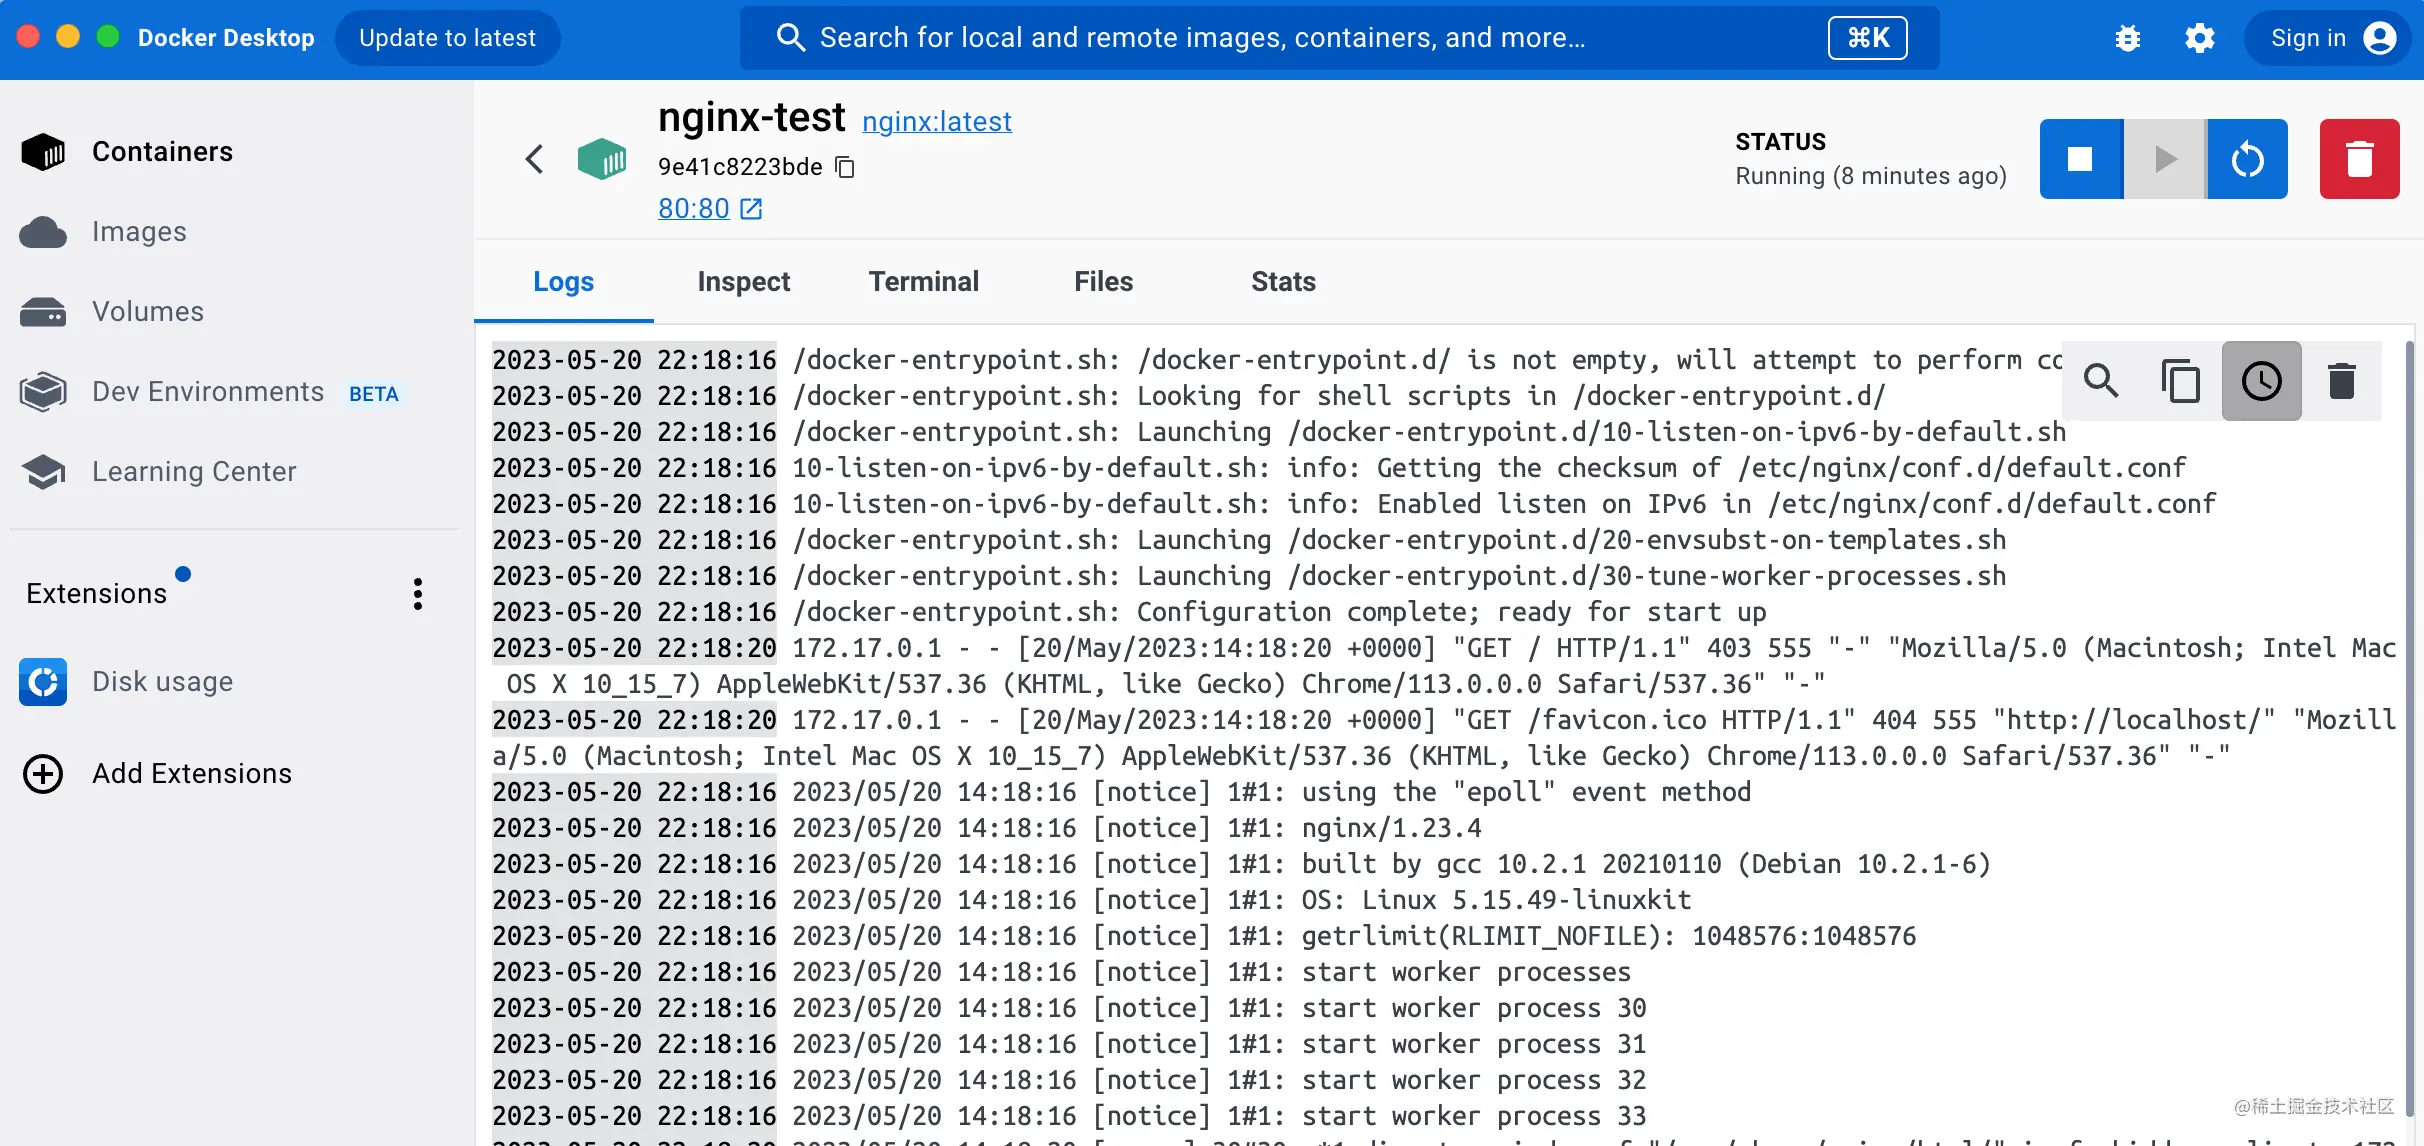 Docker Desktop
Update to latest
Search for local and remote images, containers, and more...
⌘K
Sign in
Containers
Images
Volumes
Dev Environments BETA
Learning Center
Extensions
Disk usage
Add Extensions
nginx-test nginx:latest
9e41c8223bde
80:80
STATUS
Running (8 minutes ago)
Logs
Inspect
Terminal
Files
Stats
2023-05-20 22:18:16 /docker-entrypoint.sh: /docker-entrypoint.d/ is not empty, will attempt to perform co
2023-05-20 22:18:16 /docker-entrypoint.sh: Looking for shell scripts in /docker-entrypoint.d/
2023-05-20 22:18:16 /docker-entrypoint.sh: Launching /docker-entrypoint.d/10-listen-on-ipv6-by-default.sh
2023-05-20 22:18:16 10-listen-on-ipv6-by-default.sh: info: Getting the checksum of /etc/nginx/conf.d/default.conf
2023-05-20 22:18:16 10-listen-on-ipv6-by-default.sh: info: Enabled listen on IPv6 in /etc/nginx/conf.d/default.conf
2023-05-20 22:18:16 /docker-entrypoint.sh: Launching /docker-entrypoint.d/20-envsubst-on-templates.sh
2023-05-20 22:18:16 /docker-entrypoint.sh: Launching /docker-entrypoint.d/30-tune-worker-processes.sh
2023-05-20 22:18:16 /docker-entrypoint.sh: Configuration complete; ready for start up
2023-05-20 22:18:20 172.17.0.1 - - [20/May/2023:14:18:20 +0000] "GET / HTTP/1.1" 403 555 "-" "Mozilla/5.0 (Macintosh; Intel Mac
OS X 10_15_7) AppleWebKit/537.36 (KHTML, like Gecko) Chrome/113.0.0.0 Safari/537.36" "-"
2023-05-20 22:18:20 172.17.0.1 - - [20/May/2023:14:18:20 +0000] "GET /favicon.ico HTTP/1.1" 404 555 "http://localhost/" "Mozill
a/5.0 (Macintosh; Intel Mac OS X 10_15_7) AppleWebKit/537.36 (KHTML, like Gecko) Chrome/113.0.0.0 Safari/537.36" "-"
2023-05-20 22:18:16 2023/05/20 14:18:16 [notice] 1#1: using the "epoll" event method
2023-05-20 22:18:16 2023/05/20 14:18:16 [notice] 1#1: nginx/1.23.4
2023-05-20 22:18:16 2023/05/20 14:18:16 [notice] 1#1: built by gcc 10.2.1 20210110 (Debian 10.2.1-6)
2023-05-20 22:18:16 2023/05/20 14:18:16 [notice] 1#1: OS: Linux 5.15.49-linuxkit
2023-05-20 22:18:16 2023/05/20 14:18:16 [notice] 1#1: getrlimit(RLIMIT_NOFILE): 1048576:1048576
2023-05-20 22:18:16 2023/05/20 14:18:16 [notice] 1#1: start worker processes
2023-05-20 22:18:16 2023/05/20 14:18:16 [notice] 1#1: start worker process 30
2023-05-20 22:18:16 2023/05/20 14:18:16 [notice] 1#1: start worker process 31
2023-05-20 22:18:16 2023/05/20 14:18:16 [notice] 1#1: start worker process 32
2023-05-20 22:18:16 2023/05/20 14:18:16 [notice] 1#1: start worker process 33
@稀土掘金技术社区